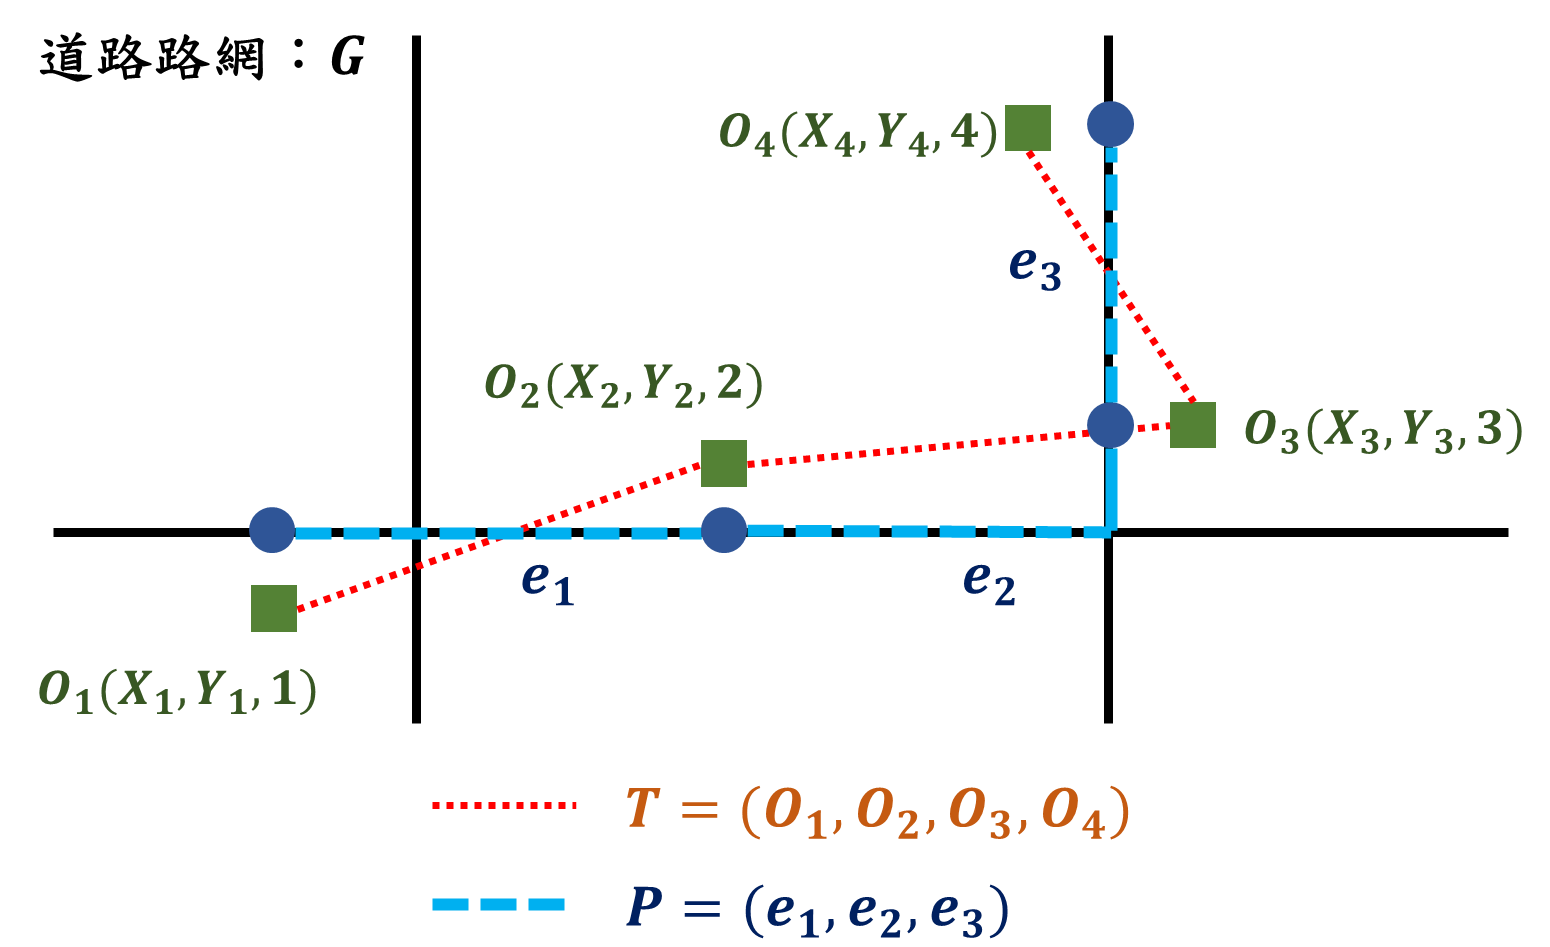 道路路網：G
O₄(X₄,Y₄,4)
e₃
O₂(X₂,Y₂,2)
O₃(X₃,Y₃,3)
e₁
e₂
O₁(X₁,Y₁,1)
T = (O₁,O₂,O₃,O₄)
P = (e₁,e₂,e₃)